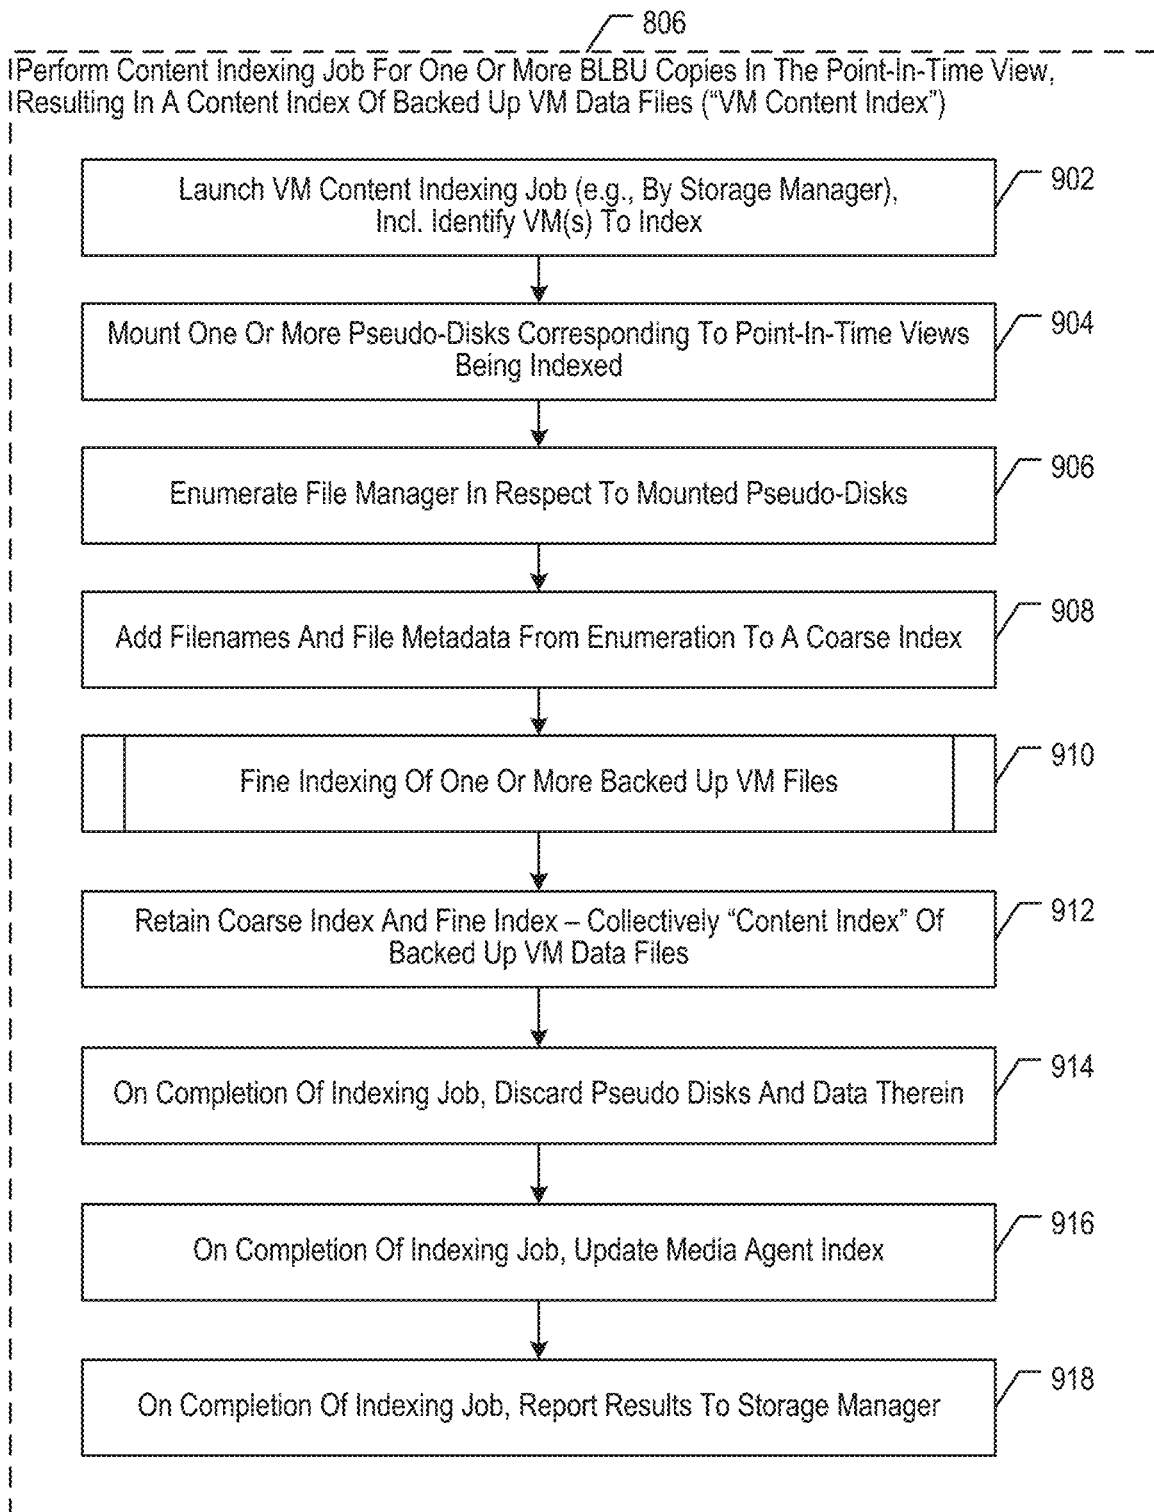 806
Perform Content Indexing Job For One Or More BLBU Copies In The Point-In-Time View,
Resulting In A Content Index Of Backed Up VM Data Files (“VM Content Index”)
Launch VM Content Indexing Job (e.g., By Storage Manager),
Incl. Identify VM(s) To Index
902
Mount One Or More Pseudo-Disks Corresponding To Point-In-Time Views
Being Indexed
904
Enumerate File Manager In Respect To Mounted Pseudo-Disks
906
Add Filenames And File Metadata From Enumeration To A Coarse Index
908
Fine Indexing Of One Or More Backed Up VM Files
910
Retain Coarse Index And Fine Index – Collectively “Content Index” Of
Backed Up VM Data Files
912
On Completion Of Indexing Job, Discard Pseudo Disks And Data Therein
914
On Completion Of Indexing Job, Update Media Agent Index
916
On Completion Of Indexing Job, Report Results To Storage Manager
918